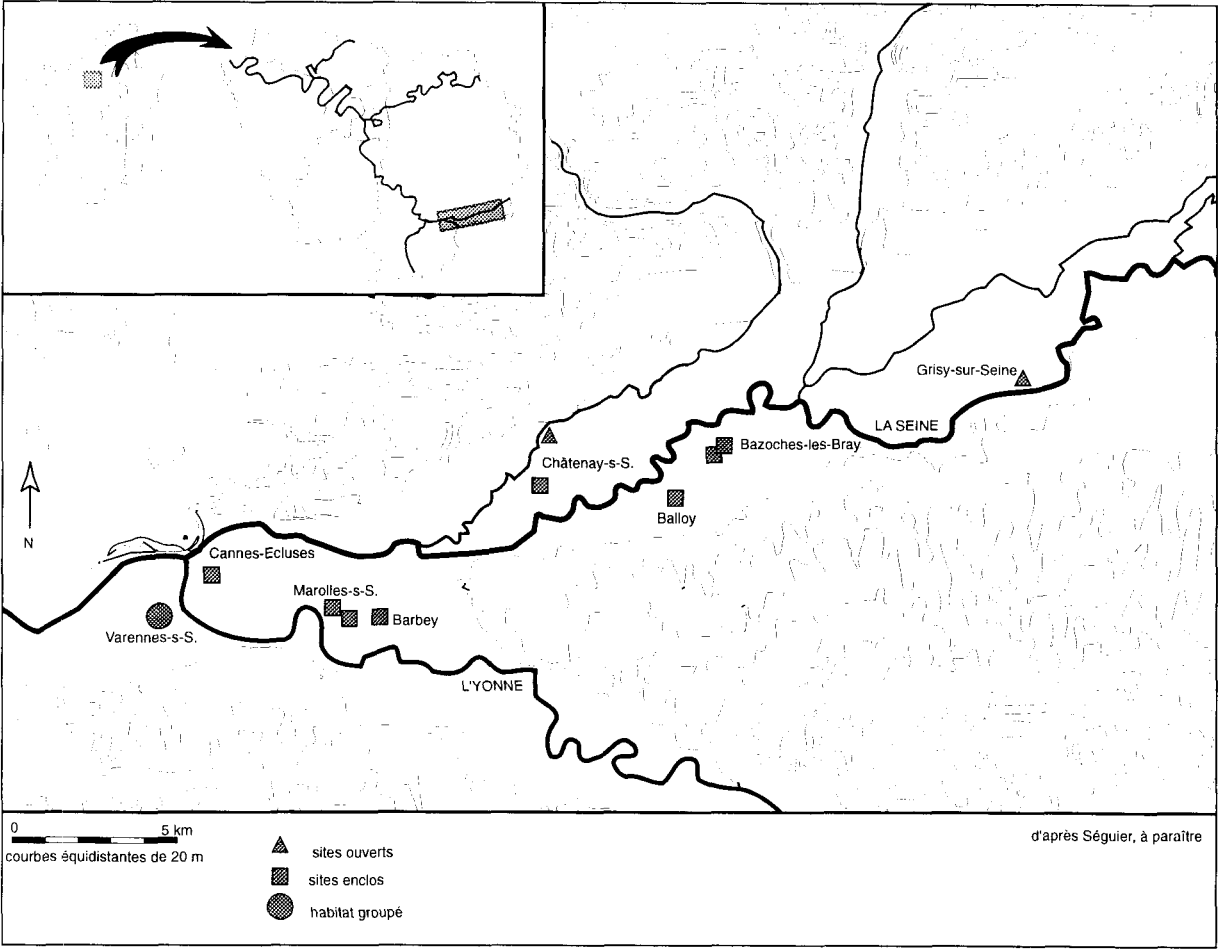 Grisy-sur-Seine
LA SEINE
Bazoches-les-Bray
Châtenay-s-S.
Balloy
N
Cannes-Ecluses
Marolles-s-S.
Barbey
Varennes-s-S.
L'YONNE
0 5 km
courbes équidistantes de 20 m
d'après Séguier, à paraître
sites ouverts
sites enclos
habitat groupé